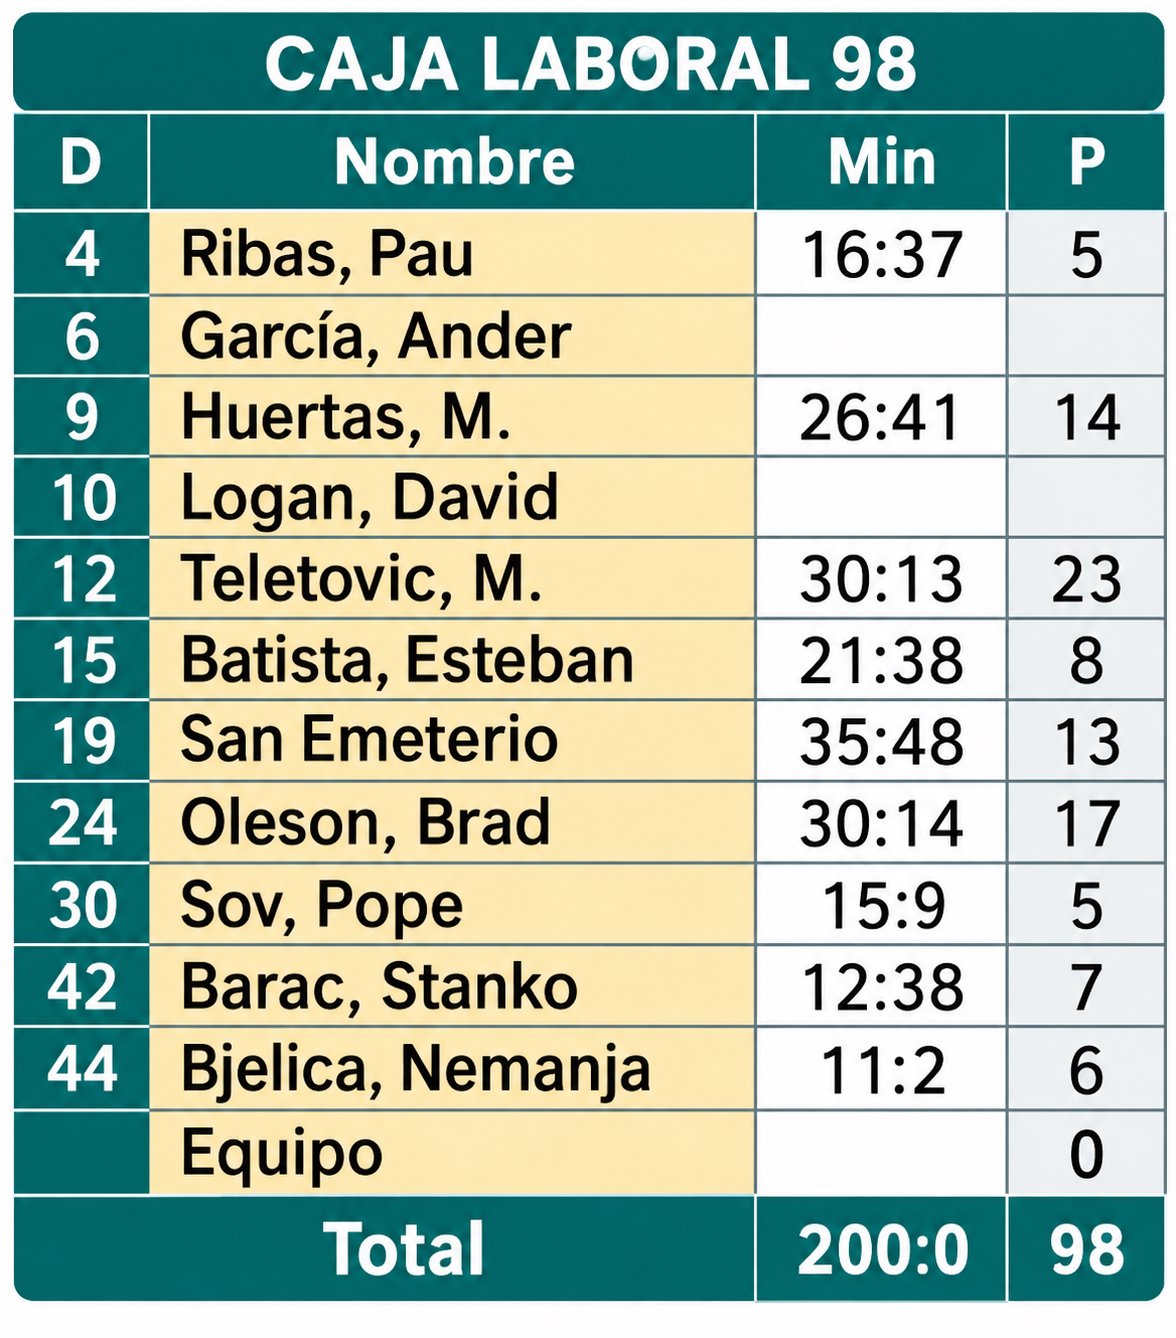 CAJA LABORAL 98
D Nombre Min P
4 Ribas, Pau 16:37 5
6 García, Ander
9 Huertas, M. 26:41 14
10 Logan, David
12 Teletovic, M. 30:13 23
15 Batista, Esteban 21:38 8
19 San Emeterio 35:48 13
24 Oleson, Brad 30:14 17
30 Sov, Pope 15:9 5
42 Barac, Stanko 12:38 7
44 Bjelica, Nemanja 11:2 6
Equipo 0
Total 200:0 98